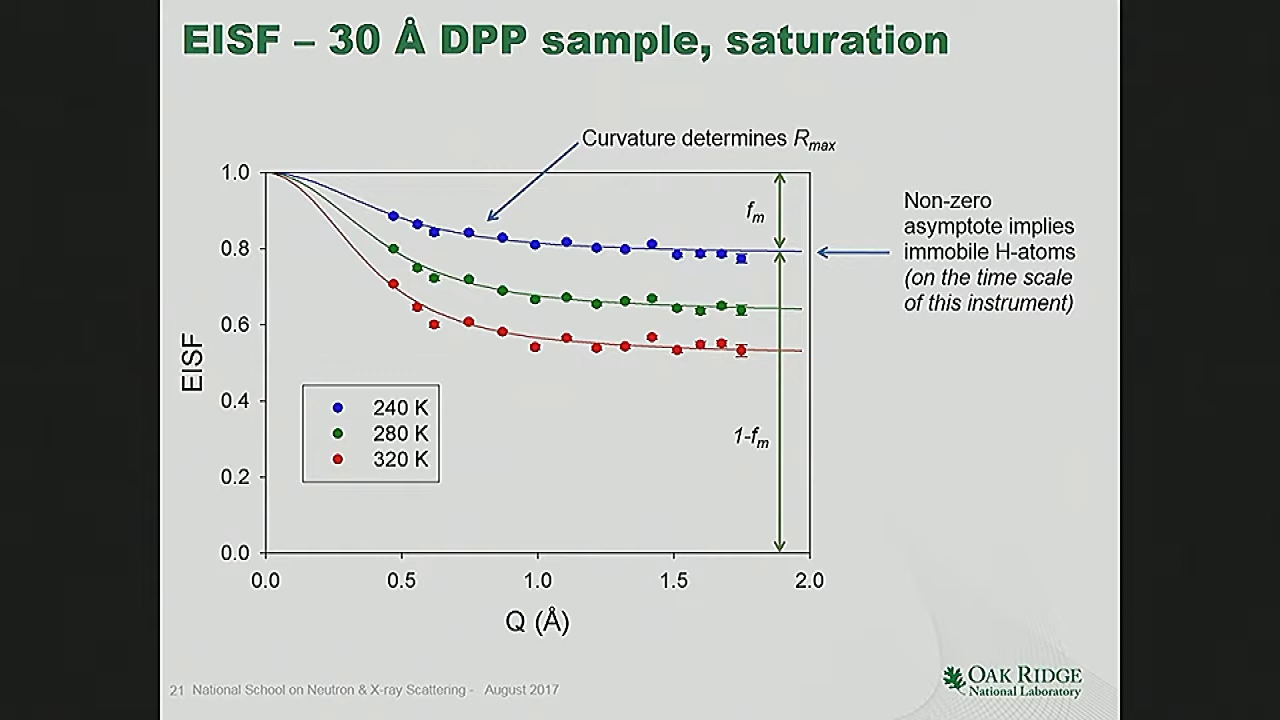 EISF – 30 Å DPP sample, saturation
Curvature determines Rmax
1.0
0.8
0.6
0.4
0.2
0.0
EISF
fm
1-fm
Non-zero
asymptote implies
immobile H-atoms
(on the time scale
of this instrument)
240 K
280 K
320 K
0.0 0.5 1.0 1.5 2.0
Q (Å)
21 National School on Neutron & X-ray Scattering - August 2017
OAK RIDGE
National Laboratory